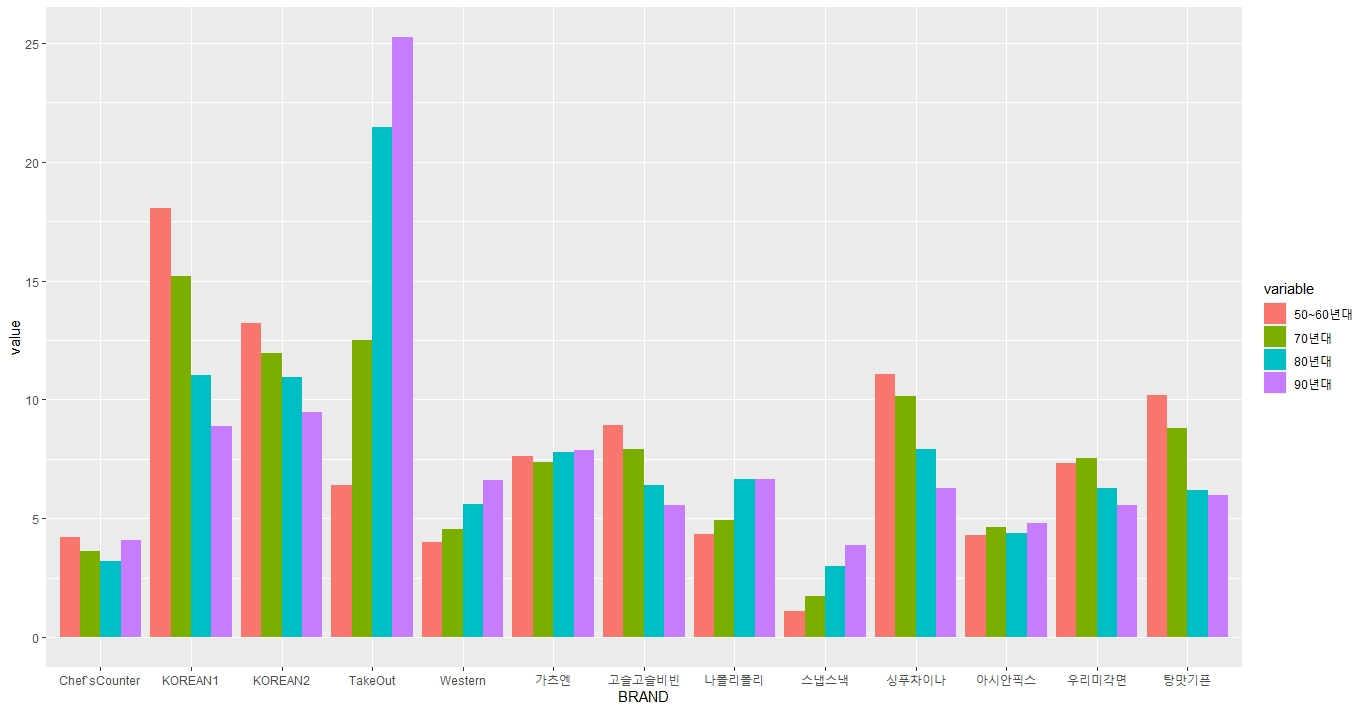 value
25
20
15
10
5
0
Chef`sCounter KOREAN1 KOREAN2 TakeOut Western 가츠엔 고슬고슬비빈 나폴리폴리 스냅스낵 싱푸차이나 아시안픽스 우리미각면 탕맛기픈
BRAND
variable
50~60년대
70년대
80년대
90년대